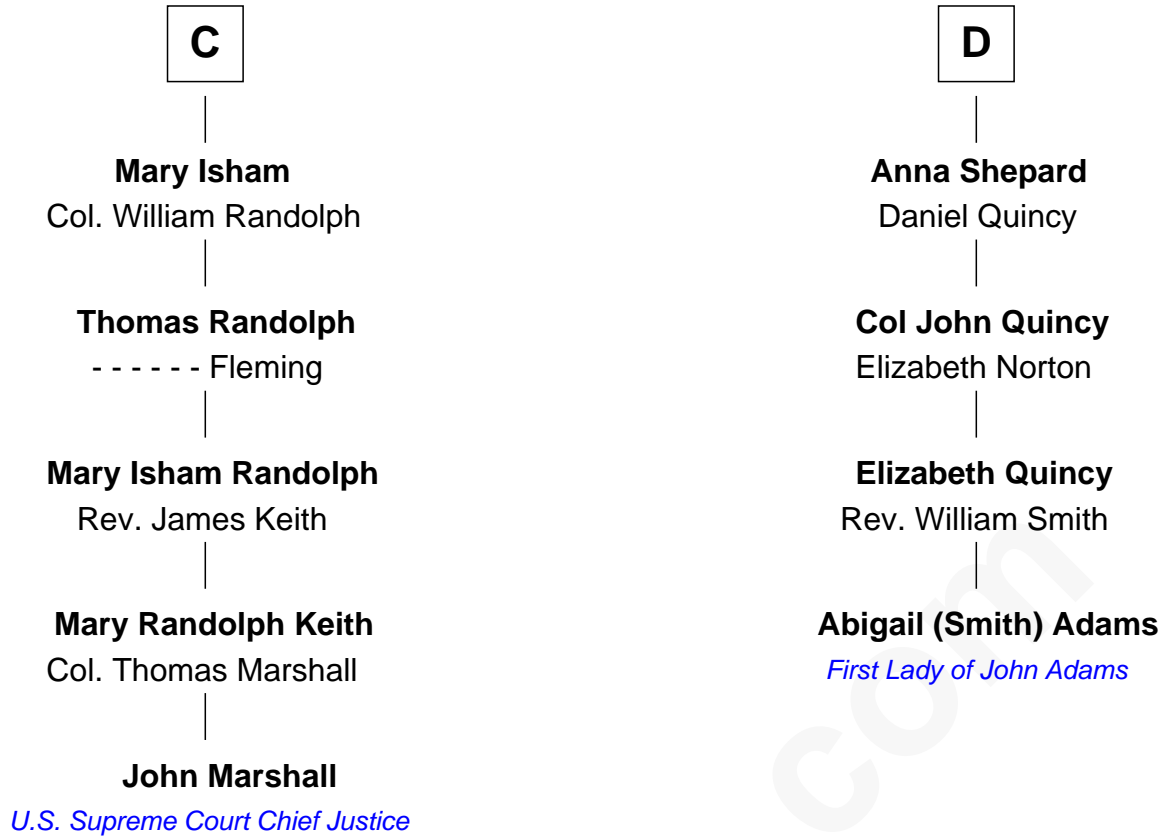 C
Mary Isham
Col. William Randolph
Thomas Randolph
- - - - - - Fleming
Mary Isham Randolph
Rev. James Keith
Mary Randolph Keith
Col. Thomas Marshall
John Marshall
U.S. Supreme Court Chief Justice
D
Anna Shepard
Daniel Quincy
Col John Quincy
Elizabeth Norton
Elizabeth Quincy
Rev. William Smith
Abigail (Smith) Adams
First Lady of John Adams
com